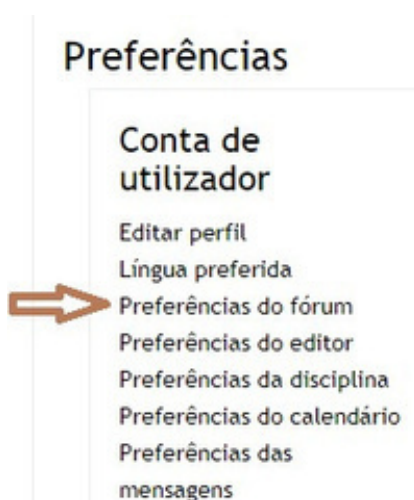 Preferências
Conta de
utilizador
Editar perfil
Língua preferida
Preferências do fórum
Preferências do editor
Preferências da disciplina
Preferências do calendário
Preferências das
mensagens